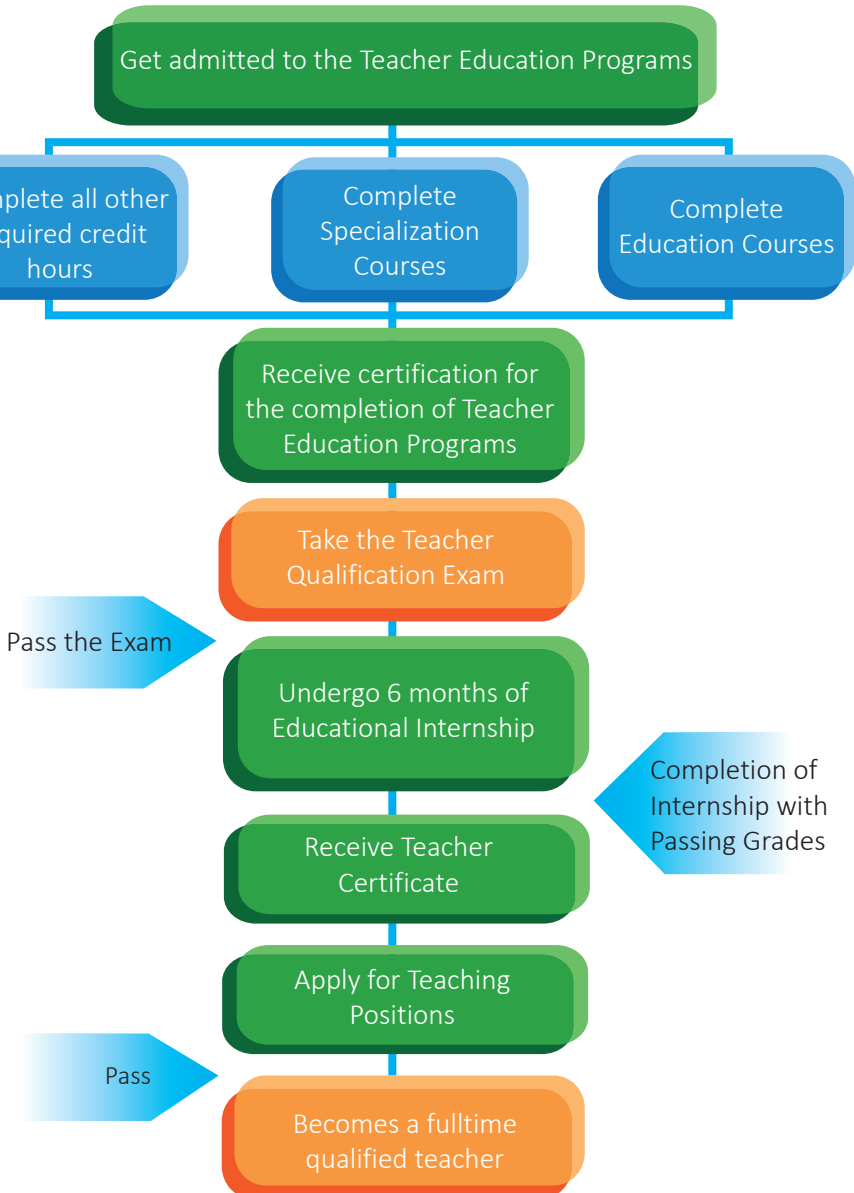 Get admitted to the Teacher Education Programs
all other
credit
hours
Complete
Specialization
Courses
Complete
Education Courses
Receive certification for
the completion of Teacher
Education Programs
Take the Teacher
Qualification Exam
Pass the Exam
Undergo 6 months of
Educational Internship
Completion of
Internship with
Passing Grades
Receive Teacher
Certificate
Apply for Teaching
Positions
Pass
Becomes a fulltime
qualified teacher